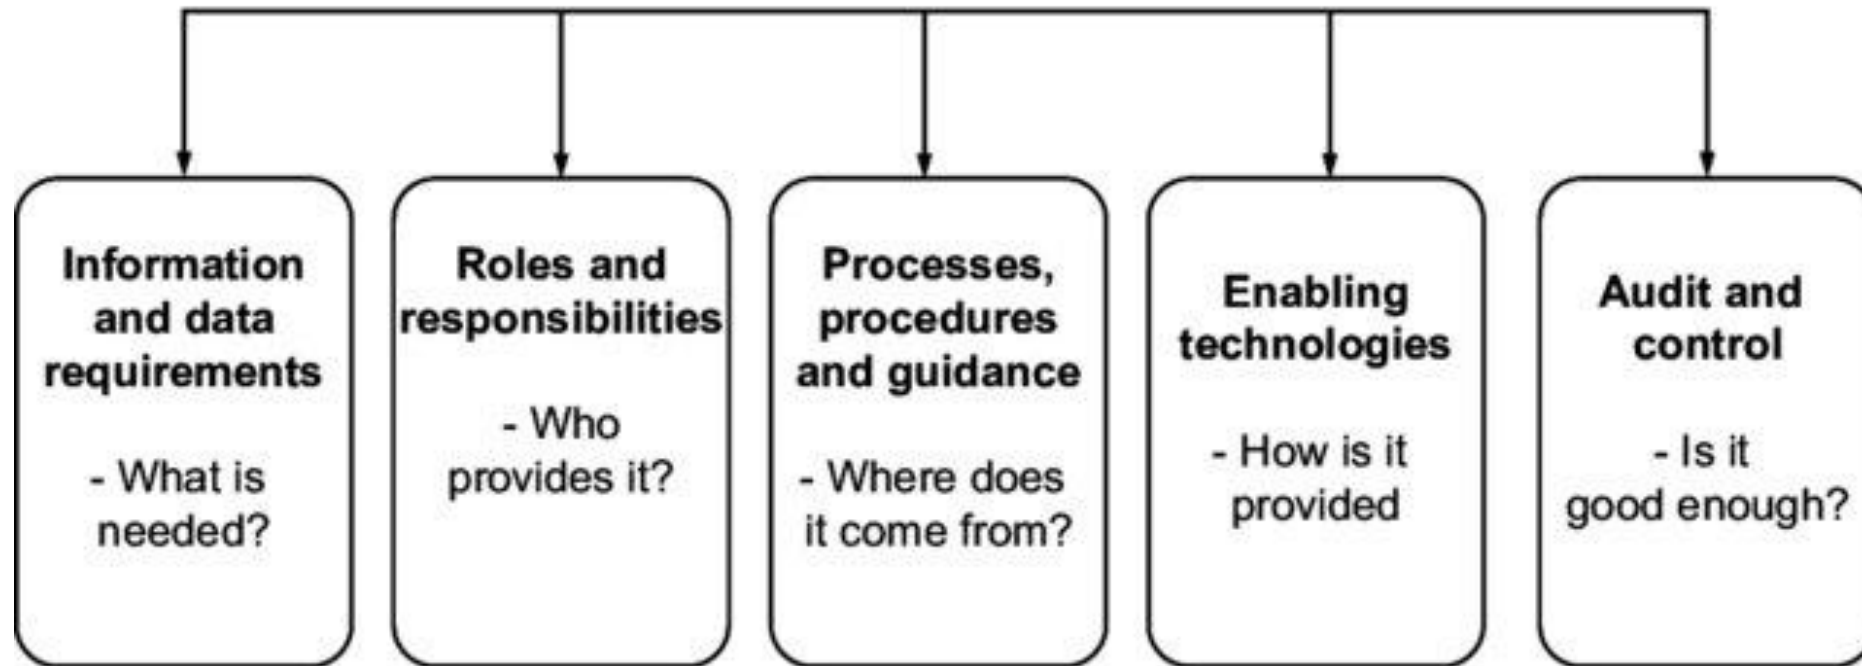 Information
and data
requirements
- What is
needed?
Roles and
responsibilities
- Who
provides it?
Processes,
procedures
and guidance
- Where does
it come from?
Enabling
technologies
- How is it
provided
Audit and
control
- Is it
good enough?